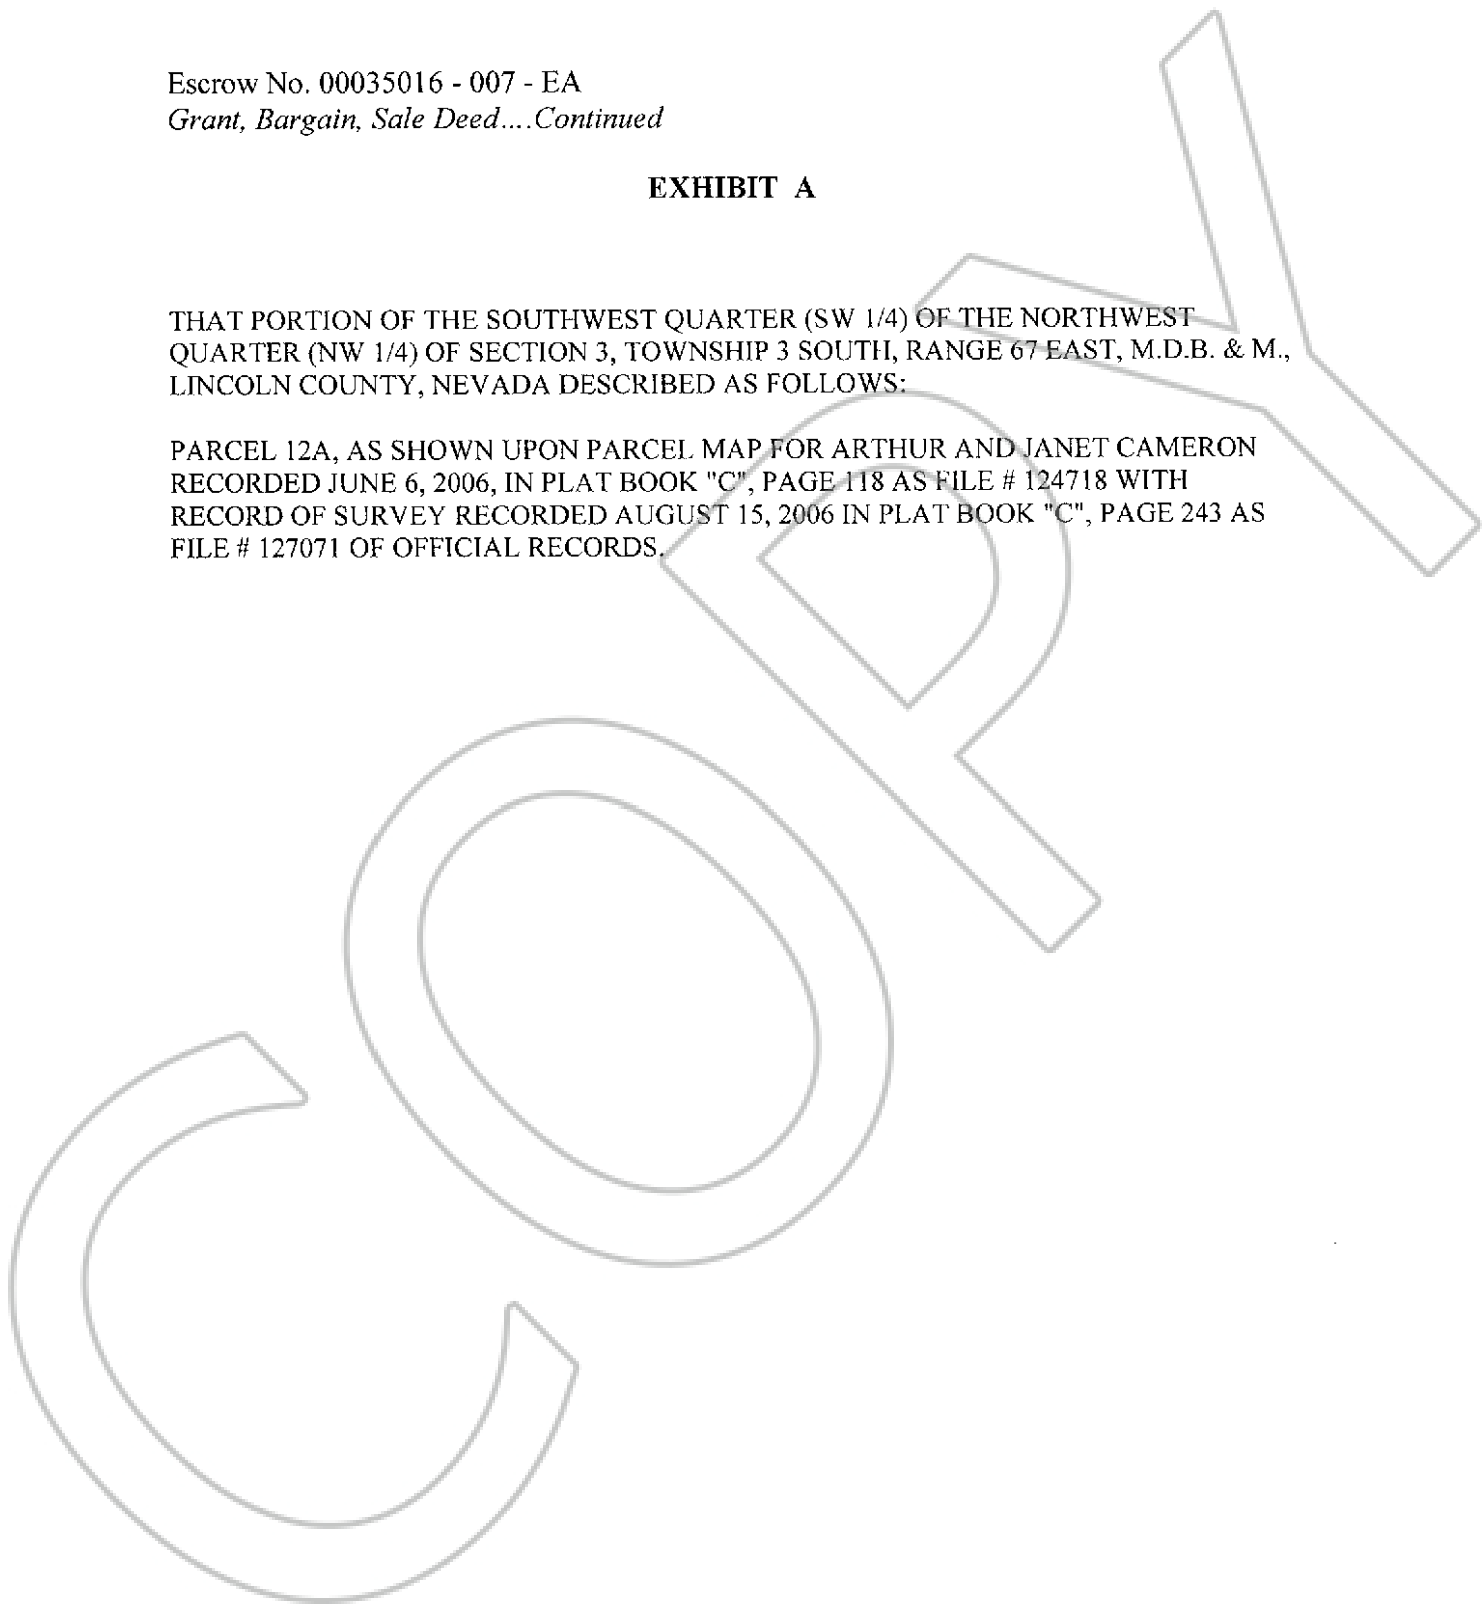 Escrow No. 00035016 - 007 - EA
Grant, Bargain, Sale Deed....Continued
EXHIBIT A
THAT PORTION OF THE SOUTHWEST QUARTER (SW 1/4) OF THE NORTHWEST
QUARTER (NW 1/4) OF SECTION 3, TOWNSHIP 3 SOUTH, RANGE 67 EAST, M.D.B. & M.,
LINCOLN COUNTY, NEVADA DESCRIBED AS FOLLOWS:
PARCEL 12A, AS SHOWN UPON PARCEL MAP FOR ARTHUR AND JANET CAMERON
RECORDED JUNE 6, 2006, IN PLAT BOOK "C", PAGE 118 AS FILE # 124718 WITH
RECORD OF SURVEY RECORDED AUGUST 15, 2006 IN PLAT BOOK "C", PAGE 243 AS
FILE # 127071 OF OFFICIAL RECORDS.
COPY